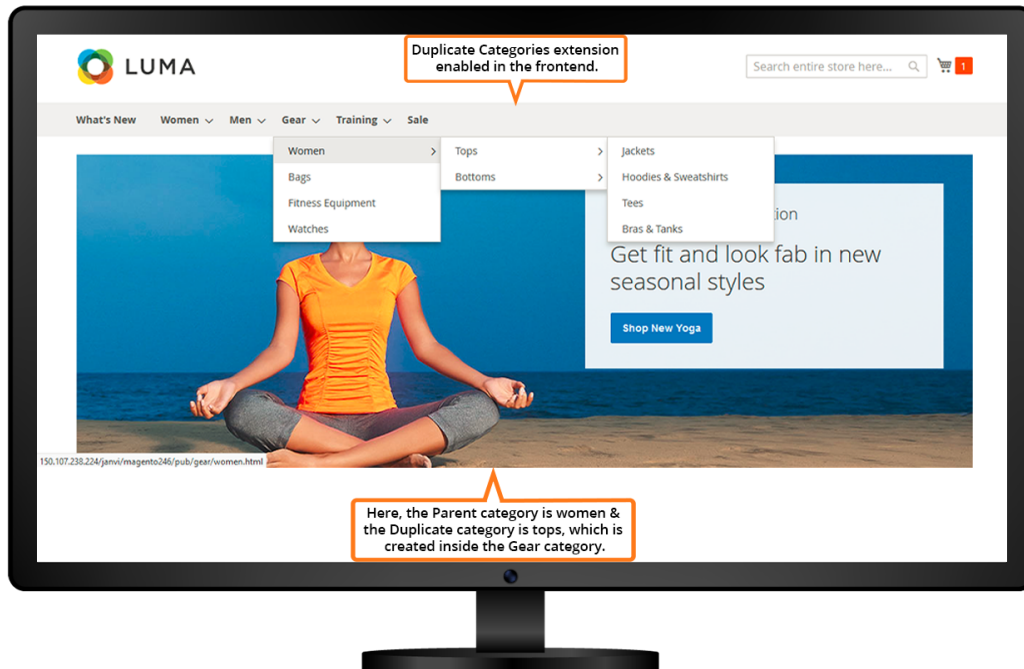 Duplicate Categories extension
enabled in the frontend.
LUMA
Search entire store here...
1
What's New Women Men Gear Training Sale
Women
Bags
Fitness Equipment
Watches
Tops
Bottoms
Jackets
Hoodies & Sweatshirts
Tees
Bras & Tanks
tion
Get fit and look fab in new
seasonal styles
Shop New Yoga
150.107.238.224/janvi/magento246/pub/gear/women.html
Here, the Parent category is women &
the Duplicate category is tops, which is
created inside the Gear category.